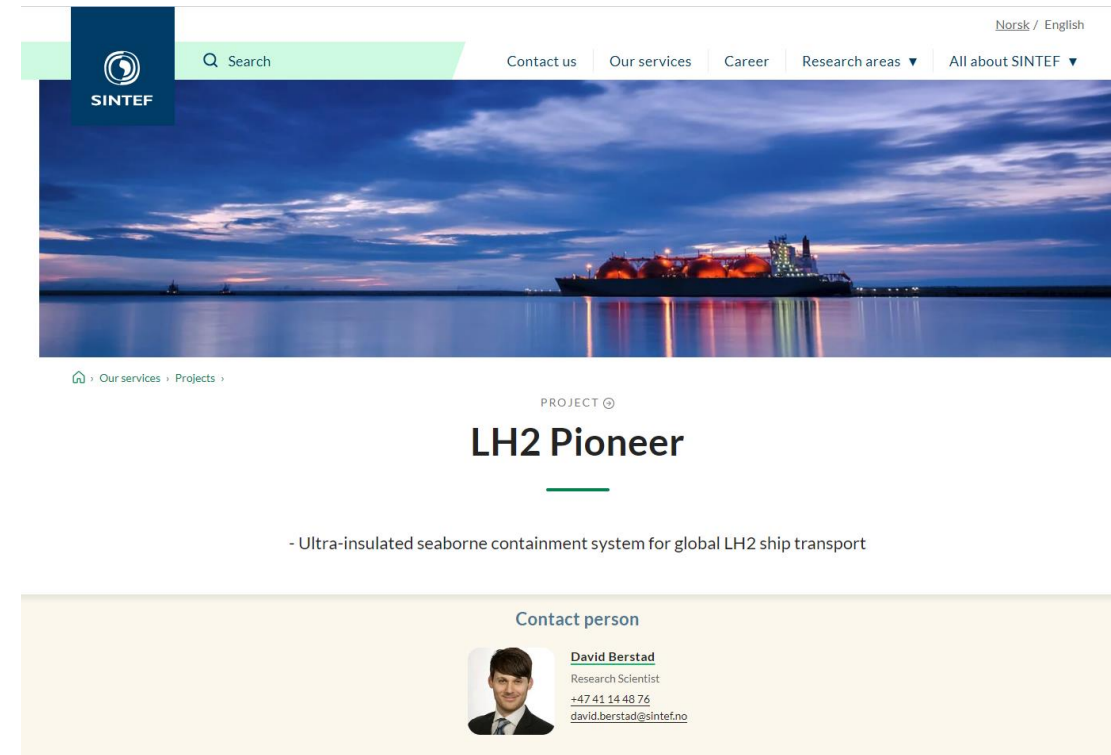 Norsk / English
SINTEF
Search
Contact us
Our services
Career
Research areas ▼
All about SINTEF ▼
› Our services › Projects ›
PROJECT
LH2 Pioneer
- Ultra-insulated seaborne containment system for global LH2 ship transport
Contact person
David Berstad
Research Scientist
+47 41 14 48 76
david.berstad@sintef.no